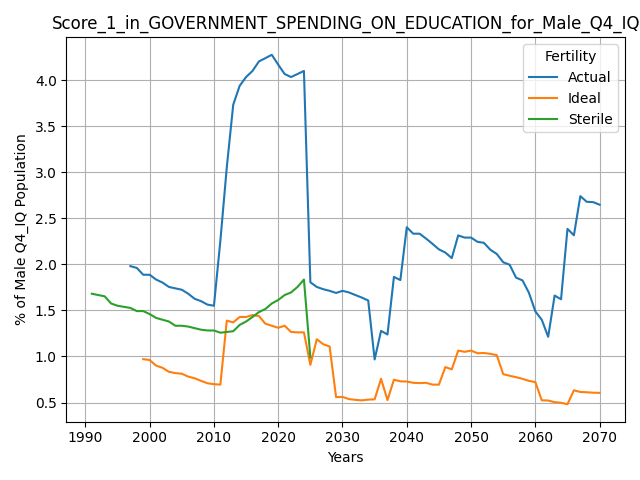 Score_1_in_GOVERNMENT_SPENDING_ON_EDUCATION_for_Male_Q4_IQ
Fertility
Actual
Ideal
Sterile
% of Male Q4_IQ Population
4.0
3.5
3.0
2.5
2.0
1.5
1.0
0.5
1990 2000 2010 2020 2030 2040 2050 2060 2070
Years